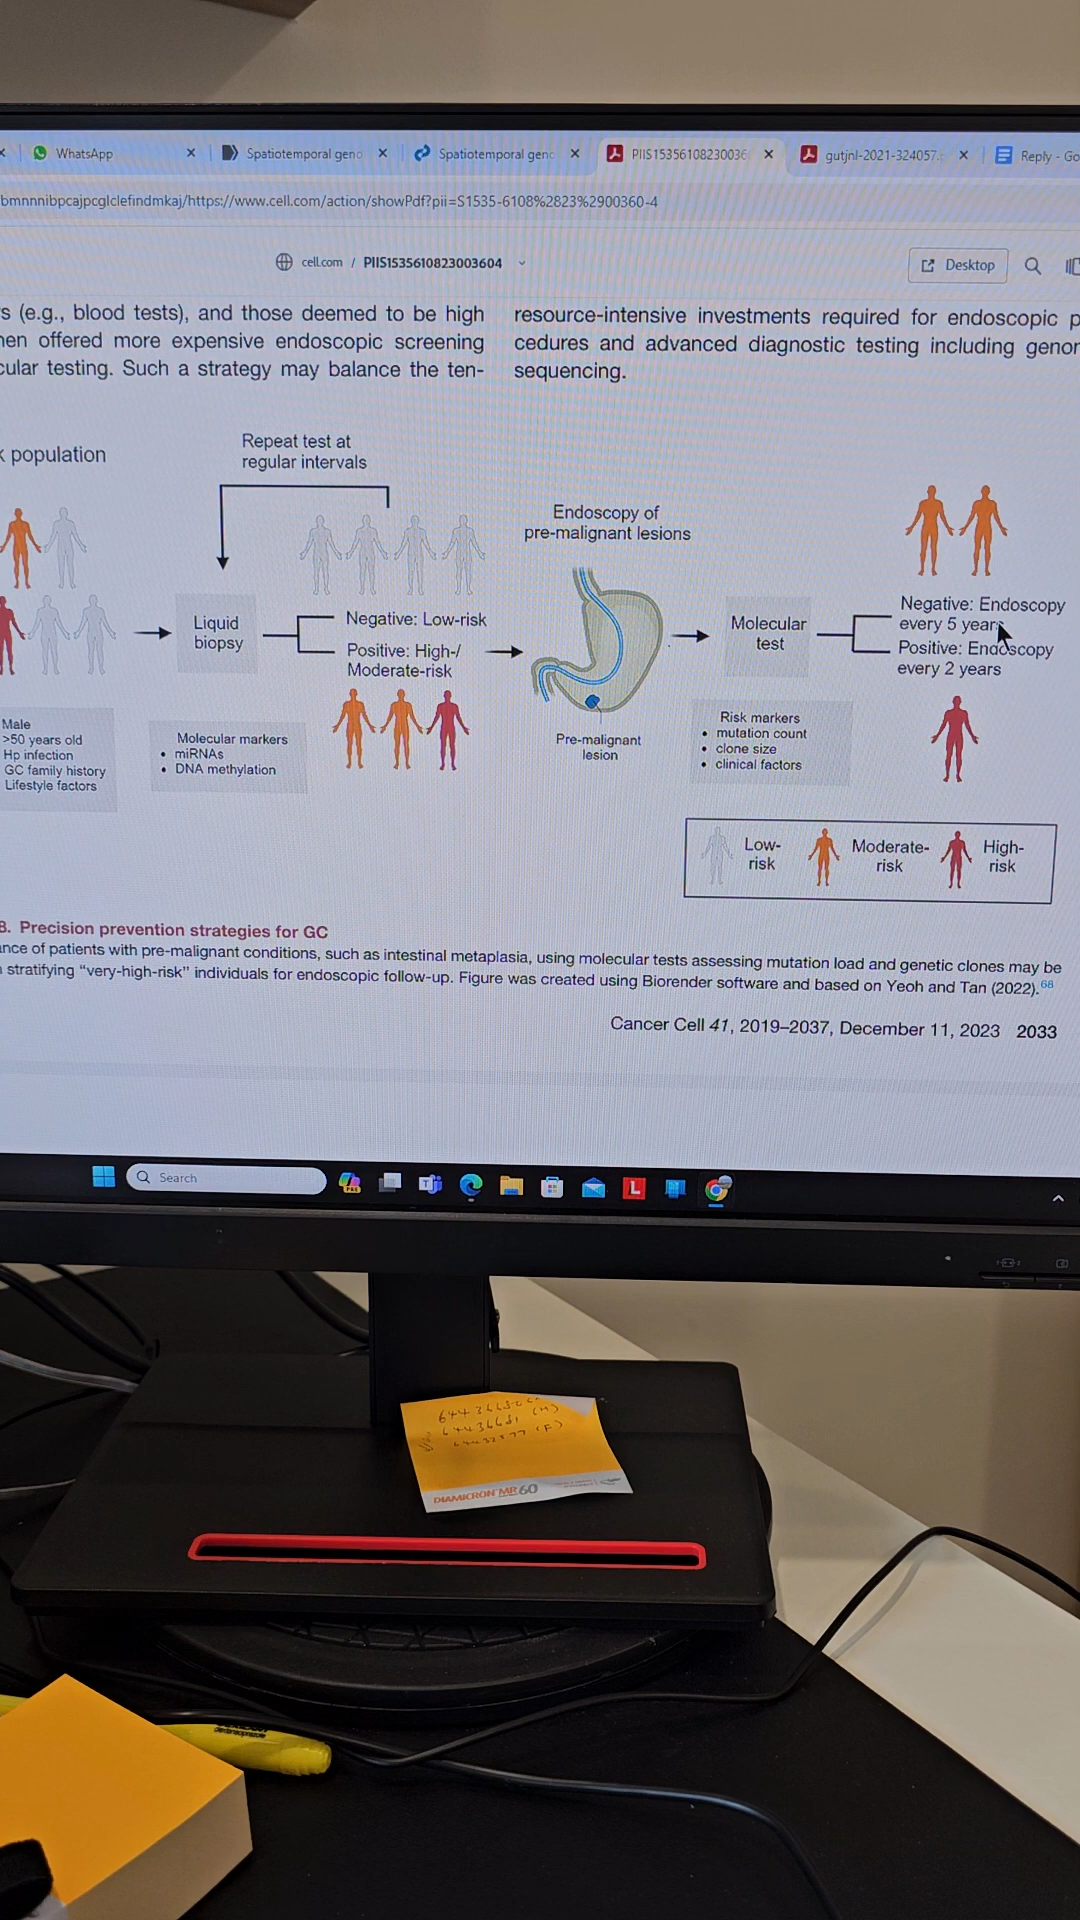 WhatsApp
Spatiotemporal geno
Spatiotemporal genc
PIIS15356108230036
gutjnl-2021-324057.
Reply - Go
bmnnnibpcajpcglclefindmkaj/https://www.cell.com/action/showPdf?pii=S1535-6108%2823%2900360-4
cell.com / PIIS1535610823003604
Desktop
s (e.g., blood tests), and those deemed to be high
hen offered more expensive endoscopic screening
cular testing. Such a strategy may balance the ten-
resource-intensive investments required for endoscopic p
cedures and advanced diagnostic testing including genor
sequencing.
k population
Repeat test at
regular intervals
Liquid
biopsy
Negative: Low-risk
Positive: High-/
Moderate-risk
Endoscopy of
pre-malignant lesions
Pre-malignant
lesion
Molecular
test
Negative: Endoscopy
every 5 years
Positive: Endoscopy
every 2 years
Male
>50 years old
Hp infection
GC family history
Lifestyle factors
Molecular markers
• miRNAs
• DNA methylation
Risk markers
• mutation count
• clone size
• clinical factors
Low-
risk
Moderate-
risk
High-
risk
8. Precision prevention strategies for GC
ance of patients with pre-malignant conditions, such as intestinal metaplasia, using molecular tests assessing mutation load and genetic clones may be
stratifying "very-high-risk" individuals for endoscopic follow-up. Figure was created using Biorender software and based on Yeoh and Tan (2022).68
Cancer Cell 41, 2019–2037, December 11, 2023 2033
Search
(M)
(F)
DIAMICRON MR 60